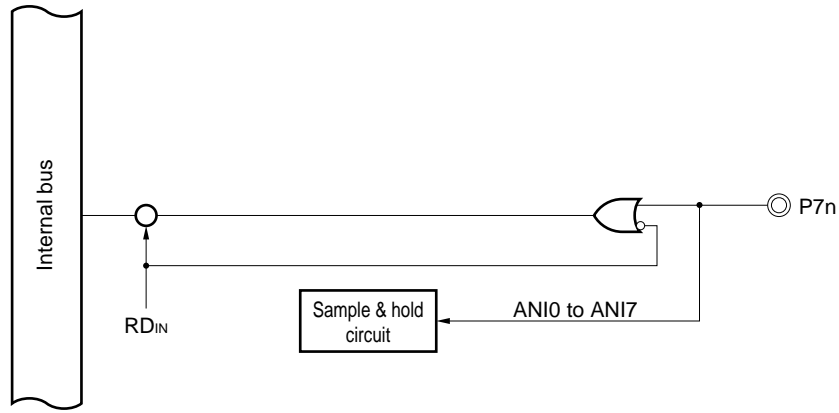 Internal bus
P7n
RDIN
Sample & hold
circuit
ANI0 to ANI7